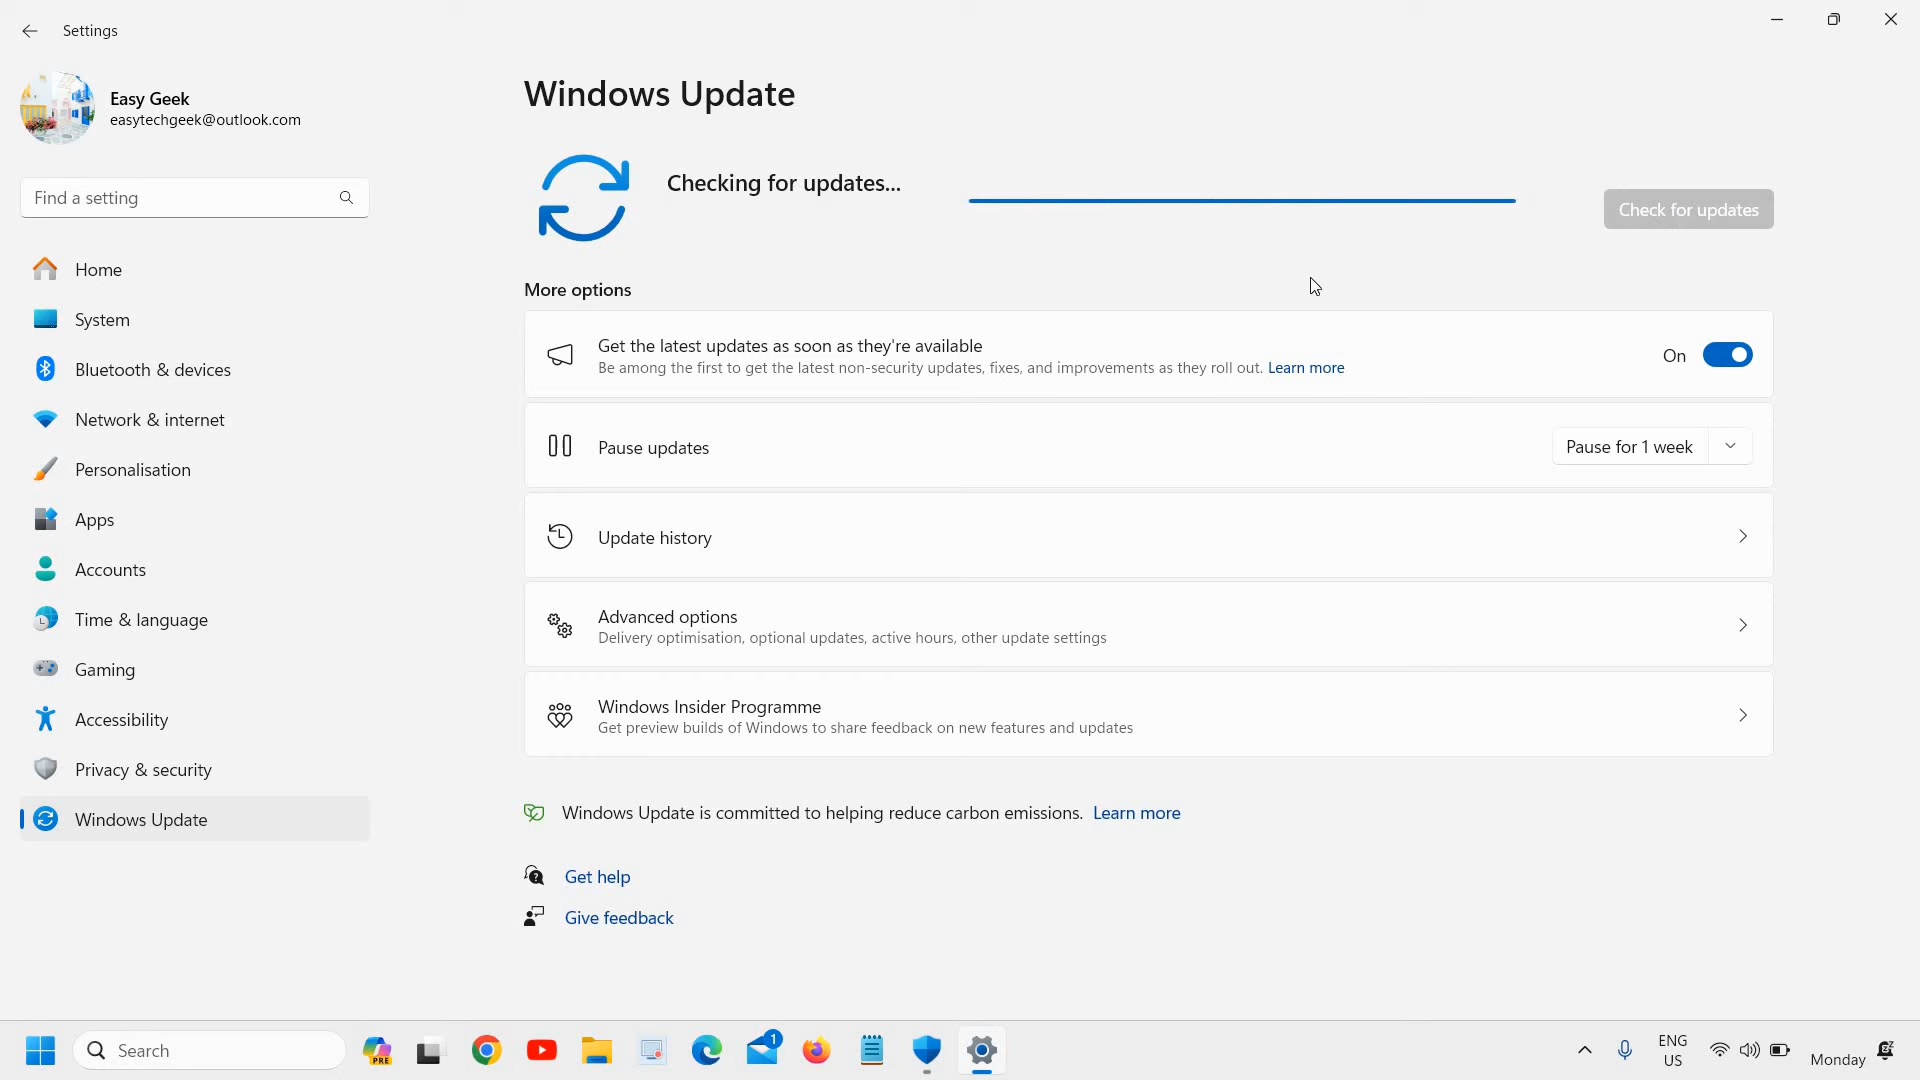 Settings
Easy Geek
easytechgeek@outlook.com
Find a setting
Home
System
Bluetooth & devices
Network & internet
Personalisation
Apps
Accounts
Time & language
Gaming
Accessibility
Privacy & security
Windows Update
Windows Update
Checking for updates...
Check for updates
More options
Get the latest updates as soon as they're available
Be among the first to get the latest non-security updates, fixes, and improvements as they roll out. Learn more
On
Pause updates
Pause for 1 week
Update history
Advanced options
Delivery optimisation, optional updates, active hours, other update settings
Windows Insider Programme
Get preview builds of Windows to share feedback on new features and updates
Windows Update is committed to helping reduce carbon emissions. Learn more
Get help
Give feedback
Search
PRE
1
ENG
US
Monday